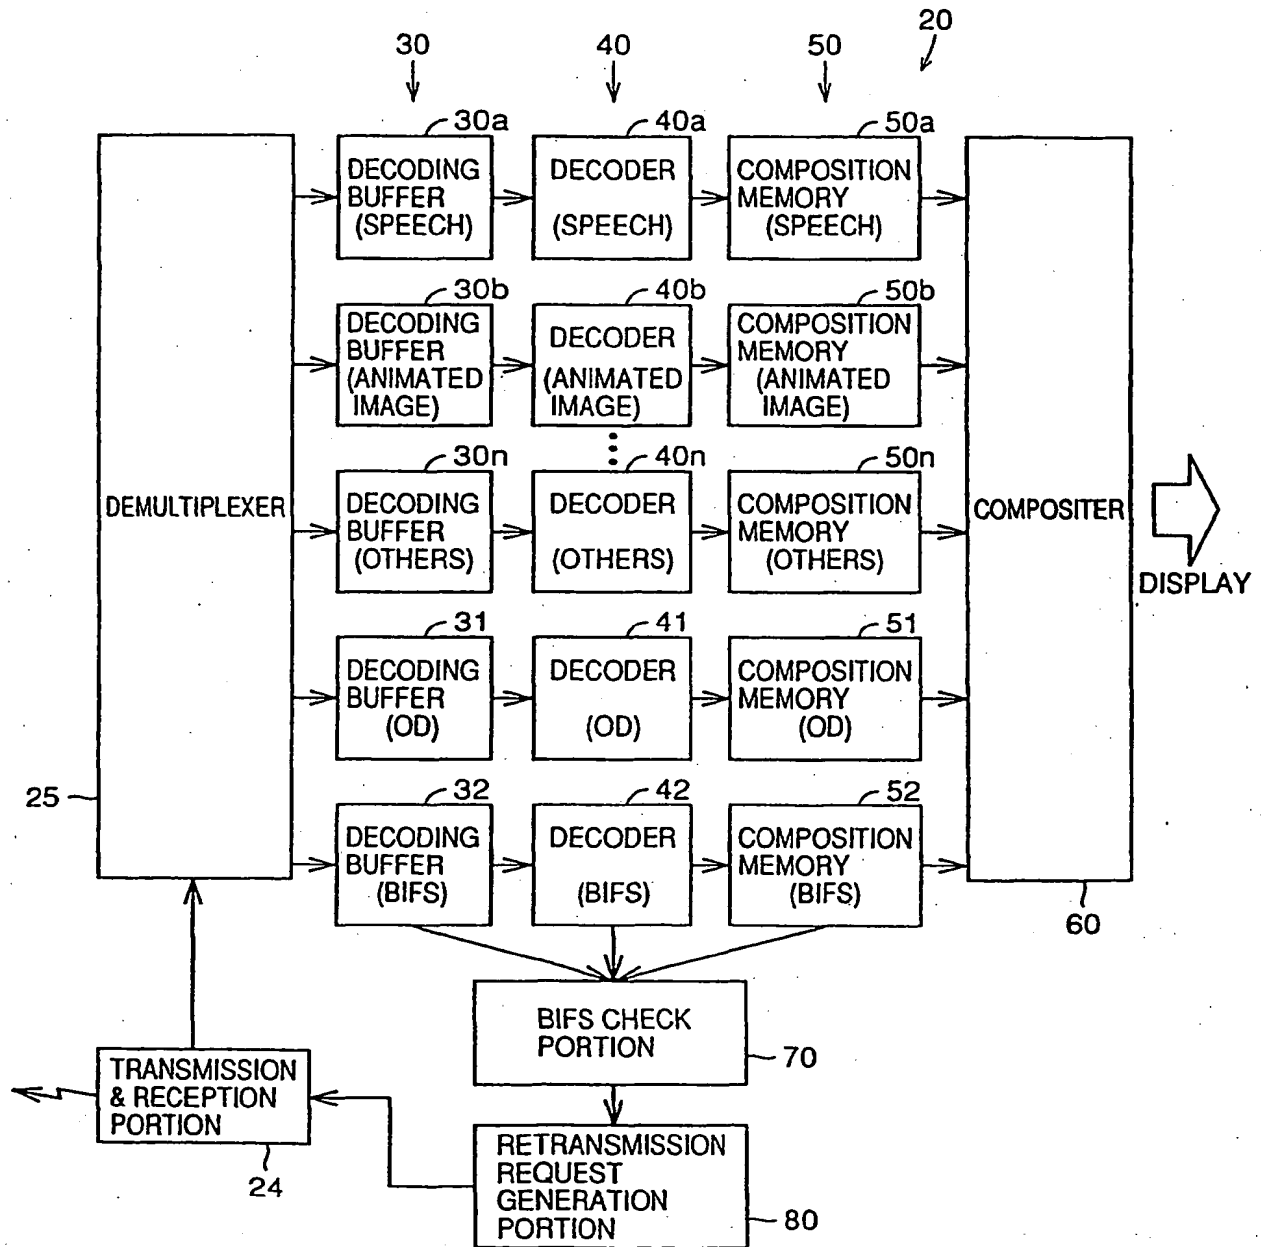 20
30
40
50
30a
40a
50a
DECODING
BUFFER
(SPEECH)
DECODER
(SPEECH)
COMPOSITION
MEMORY
(SPEECH)
30b
40b
50b
DECODING
BUFFER
(ANIMATED
IMAGE)
DECODER
(ANIMATED
IMAGE)
COMPOSITION
MEMORY
(ANIMATED
IMAGE)
30n
40n
50n
DEMULTIPLEXER
DECODING
BUFFER
(OTHERS)
DECODER
(OTHERS)
COMPOSITION
MEMORY
(OTHERS)
COMPOSITER
DISPLAY
31
41
51
DECODING
BUFFER
(OD)
DECODER
(OD)
COMPOSITION
MEMORY
(OD)
25
32
42
52
DECODING
BUFFER
(BIFS)
DECODER
(BIFS)
COMPOSITION
MEMORY
(BIFS)
60
BIFS CHECK
PORTION
70
TRANSMISSION
& RECEPTION
PORTION
24
RETRANSMISSION
REQUEST
GENERATION
PORTION
80